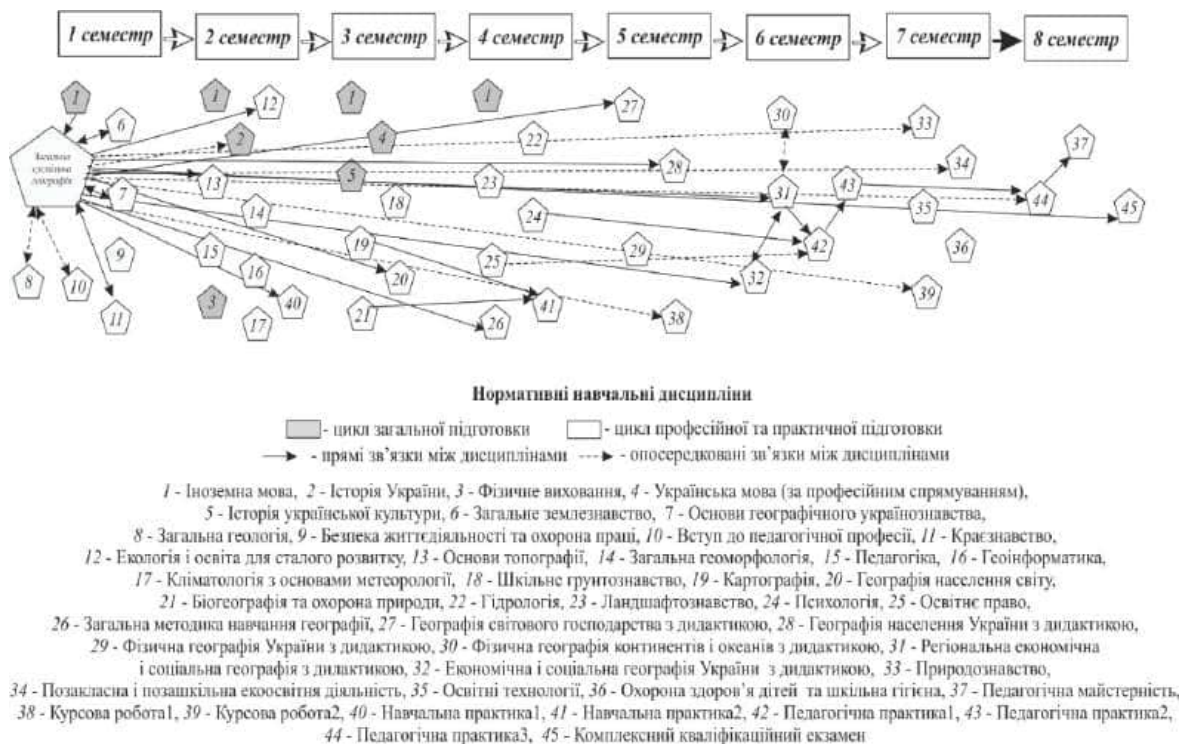 1 семестр 2 семестр 3 семестр 4 семестр 5 семестр 6 семестр 7 семестр 8 семестр
1 1 12 1 1 27 30 33
6 2 4 22 37
Загальна суспільна географія
13 5 28 34
7 14 18 23 31 43 35 44 45
9 15 19 24 29 42 36
8 10 16 20 25 32 39
11 3 40 21 41 38
17 26
Нормативні навчальні дисципліни
- цикл загальної підготовки - цикл професійної та практичної підготовки
- прямі зв’язки між дисциплінами - опосередковані зв’язки між дисциплінами
1 - Іноземна мова, 2 - Історія України, 3 - Фізичне виховання, 4 - Українська мова (за професійним спрямуванням),
5 - Історія української культури, 6 - Загальне землезнавство, 7 - Основи географічного українознавства,
8 - Загальна геологія, 9 - Безпека життєдіяльності та охорона праці, 10 - Вступ до педагогічної професії, 11 - Краєзнавство,
12 - Екологія і освіта для сталого розвитку, 13 - Основи топографії, 14 - Загальна геоморфологія, 15 - Педагогіка, 16 - Геоінформатика,
17 - Кліматологія з основами метеорології, 18 - Шкільне грунтознавство, 19 - Картографія, 20 - Географія населення світу,
21 - Біогеографія та охорона природи, 22 - Гідрологія, 23 - Ландшафтознавство, 24 - Психологія, 25 - Освітнє право,
26 - Загальна методика навчання географії, 27 - Географія світового господарства з дидактикою, 28 - Географія населення України з дидактикою,
29 - Фізична географія України з дидактикою, 30 - Фізична географія континентів і океанів з дидактикою, 31 - Регіональна економічна
і соціальна географія з дидактикою, 32 - Економічна і соціальна географія України з дидактикою, 33 - Природознавство,
34 - Позакласна і позашкільна екоосвітня діяльність, 35 - Освітні технології, 36 - Охорона здоров’я дітей та шкільна гігієна, 37 - Педагогічна майстерність,
38 - Курсова робота1, 39 - Курсова робота2, 40 - Навчальна практика1, 41 - Навчальна практика2, 42 - Педагогічна практика1, 43 - Педагогічна практика2,
44 - Педагогічна практика3, 45 - Комплексний кваліфікаційний екзамен